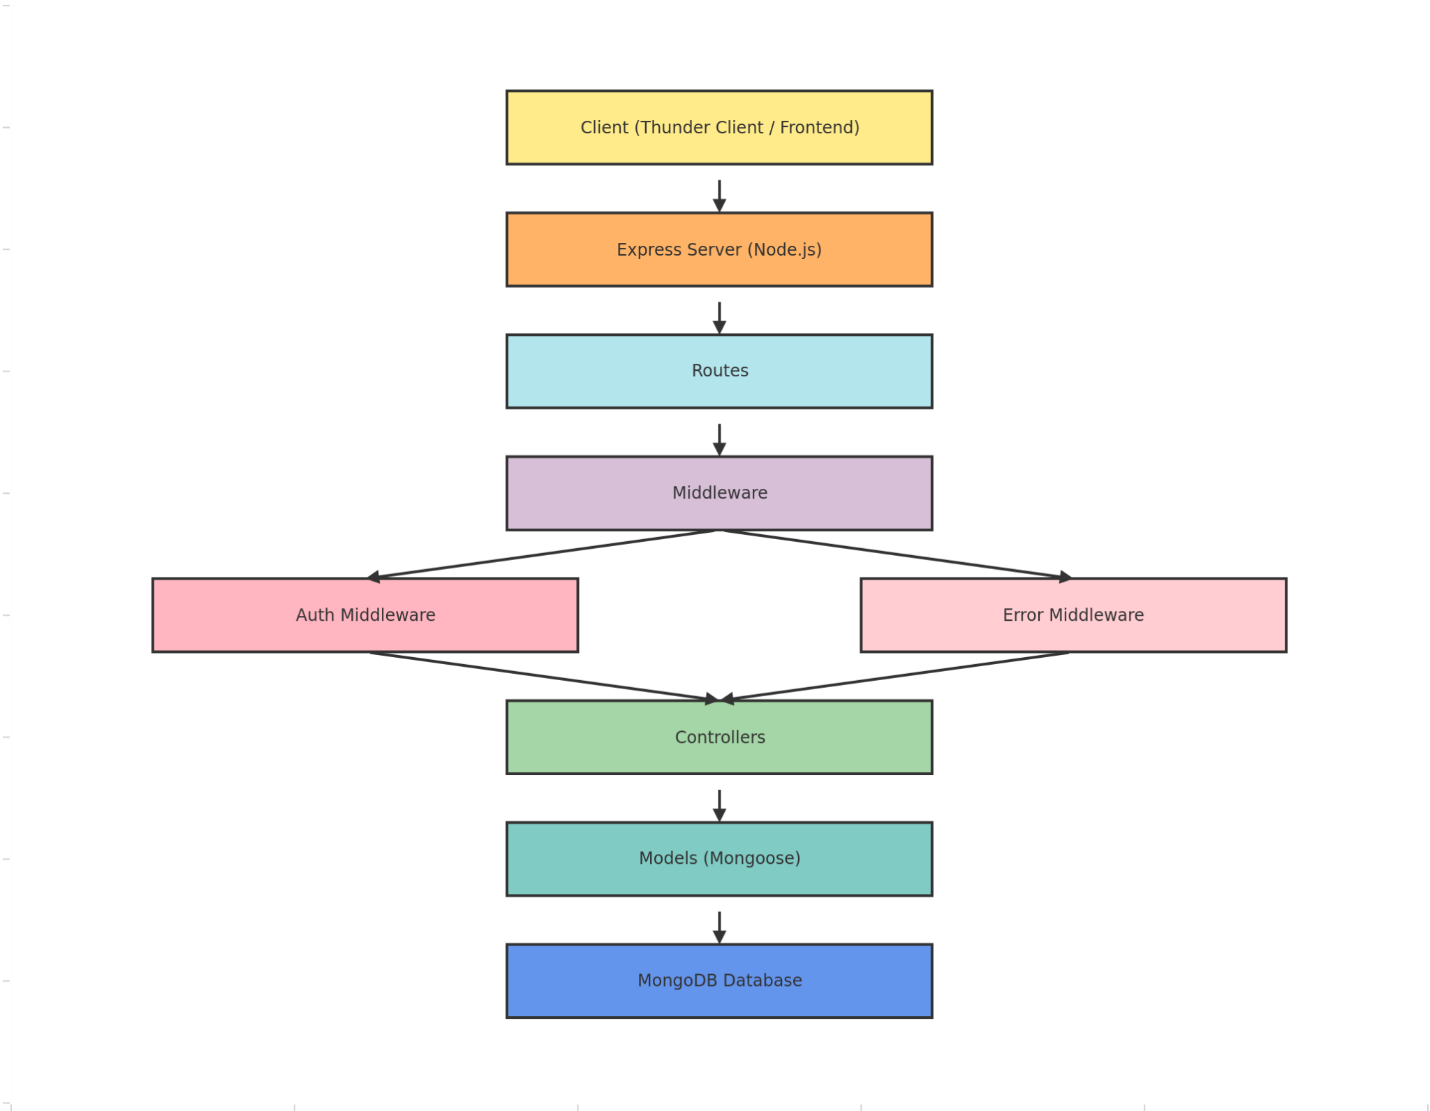 Client (Thunder Client / Frontend)
Express Server (Node.js)
Routes
Middleware
Auth Middleware
Error Middleware
Controllers
Models (Mongoose)
MongoDB Database